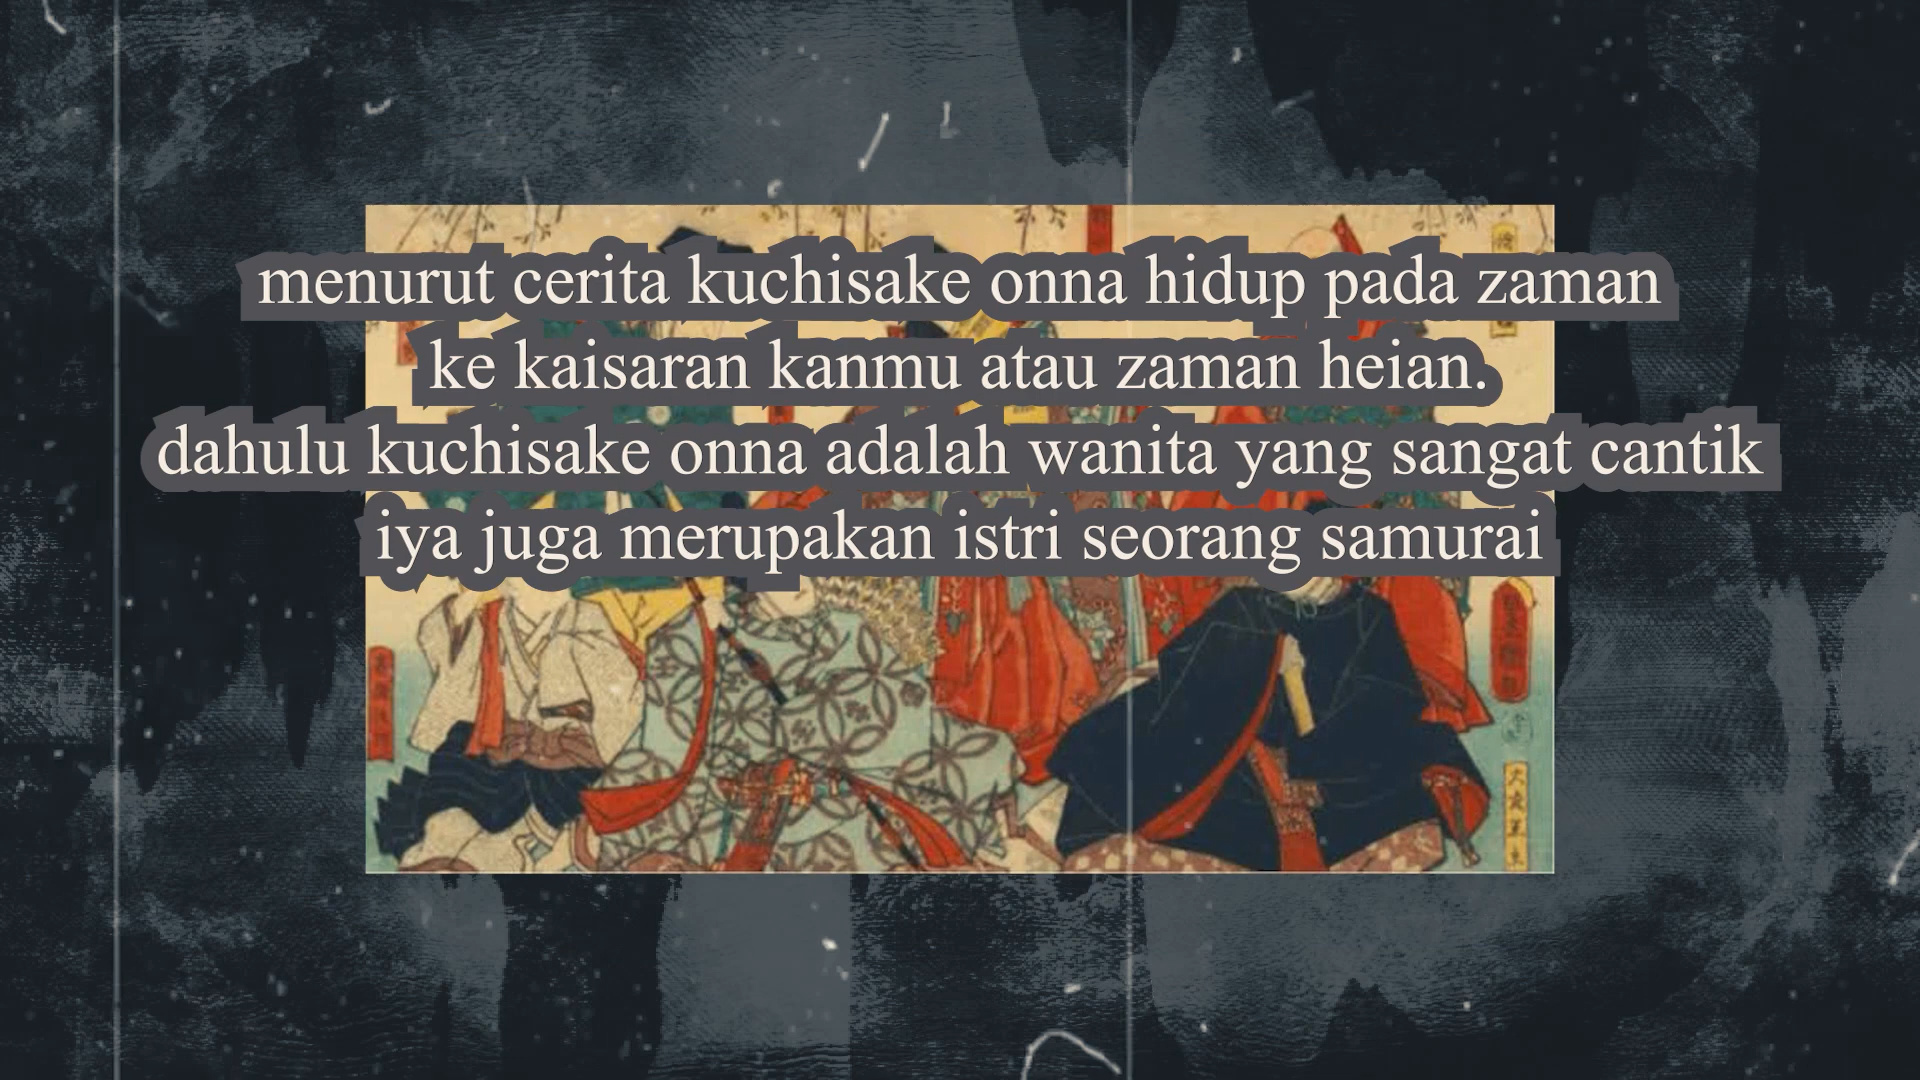 menurut cerita kuchisake onna hidup pada zaman
ke kaisaran kanmu atau zaman heian.
dahulu kuchisake onna adalah wanita yang sangat cantik
iya juga merupakan istri seorang samurai